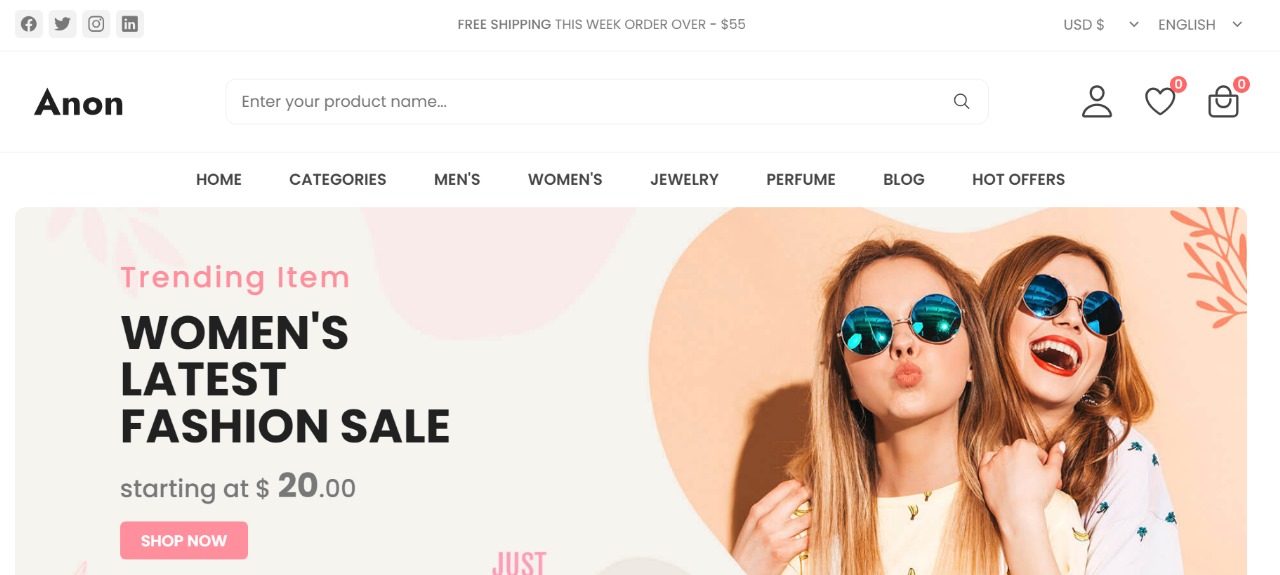 FREE SHIPPING THIS WEEK ORDER OVER - $55
USD $
ENGLISH
Anon
Enter your product name...
0
0
HOME
CATEGORIES
MEN'S
WOMEN'S
JEWELRY
PERFUME
BLOG
HOT OFFERS
Trending Item
WOMEN'S
LATEST
FASHION SALE
starting at $ 20.00
SHOP NOW
JUST